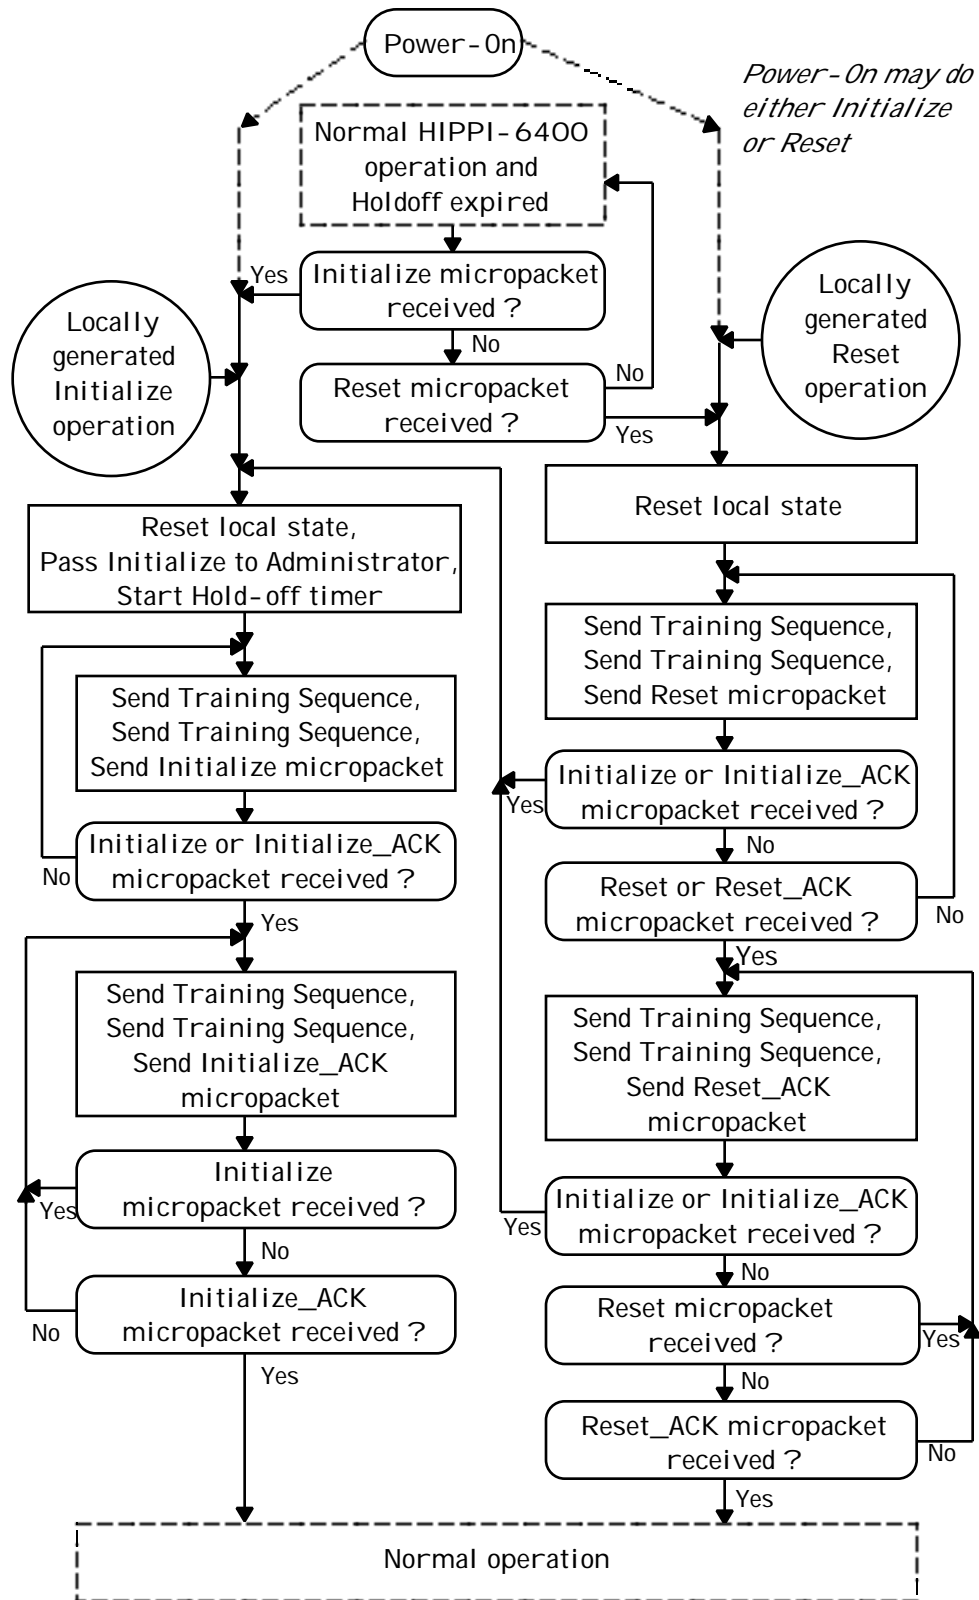 Power-On
Power-On may do
either Initialize
or Reset
Normal HIPPI-6400
operation and
Holdoff expired
Yes
Initialize micropacket
received ?
No
Locally
generated
Initialize
operation
Locally
generated
Reset
operation
Reset micropacket
received ?
No
Yes
Reset local state,
Pass Initialize to Administrator,
Start Hold-off timer
Send Training Sequence,
Send Training Sequence,
Send Initialize micropacket
Initialize or Initialize_ACK
micropacket received ?
No
Yes
Send Training Sequence,
Send Training Sequence,
Send Initialize_ACK
micropacket
Initialize
micropacket received ?
Yes
No
Initialize_ACK
micropacket received ?
No
Yes
Reset local state
Send Training Sequence,
Send Training Sequence,
Send Reset micropacket
Initialize or Initialize_ACK
micropacket received ?
Yes
No
Reset or Reset_ACK
micropacket received ?
No
Yes
Send Training Sequence,
Send Training Sequence,
Send Reset_ACK
micropacket
Initialize or Initialize_ACK
micropacket received ?
Yes
No
Reset micropacket
received ?
Yes
No
Reset_ACK micropacket
received ?
No
Yes
Normal operation